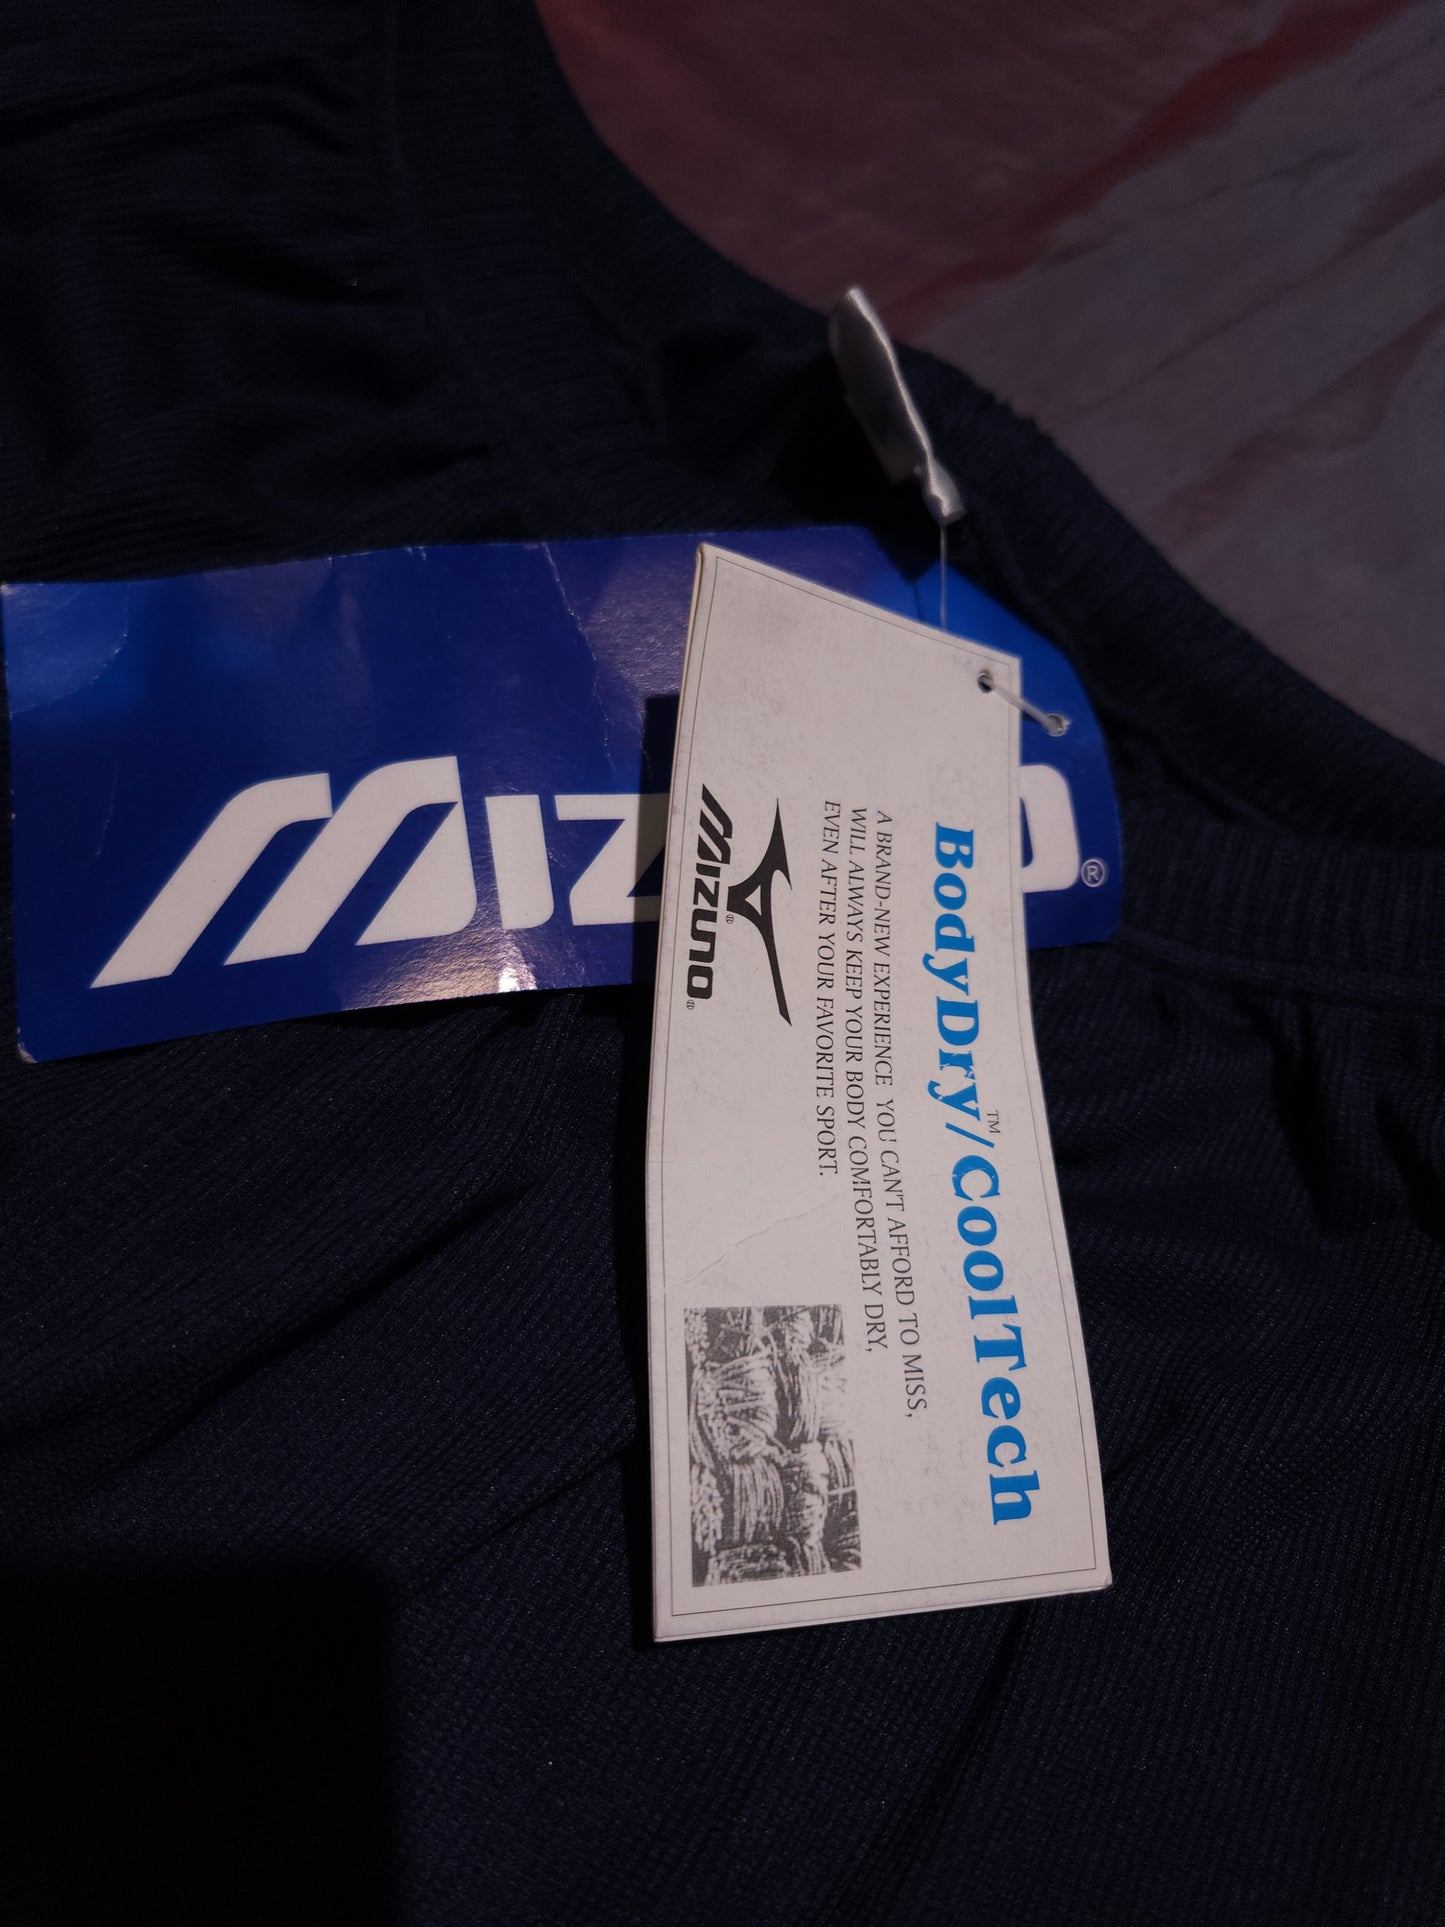 MIZUNO®
BodyDry™/CoolTech
A BRAND-NEW EXPERIENCE YOU CAN'T AFFORD TO MISS,
WILL ALWAYS KEEP YOUR BODY COMFORTABLY DRY,
EVEN AFTER YOUR FAVORITE SPORT.
®
MIZUNO®